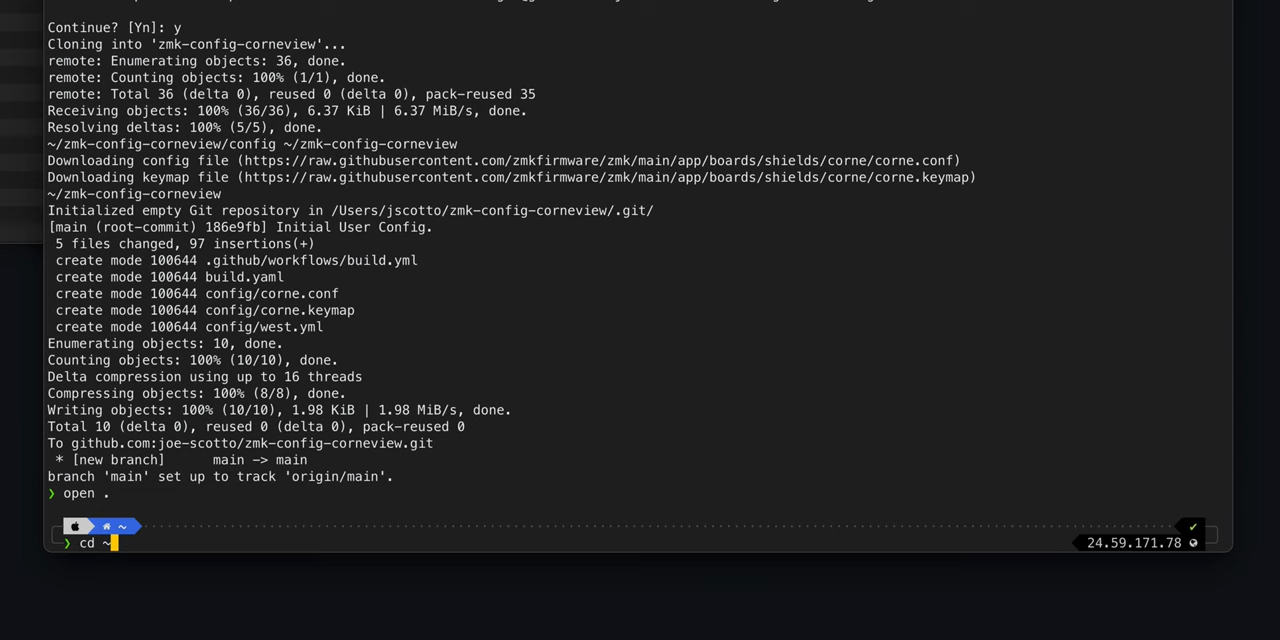 Continue? [Yn]: y
Cloning into 'zmk-config-corneview'...
remote: Enumerating objects: 36, done.
remote: Counting objects: 100% (1/1), done.
remote: Total 36 (delta 0), reused 0 (delta 0), pack-reused 35
Receiving objects: 100% (36/36), 6.37 KiB | 6.37 MiB/s, done.
Resolving deltas: 100% (5/5), done.
~/zmk-config-corneview/config ~/zmk-config-corneview
Downloading config file (https://raw.githubusercontent.com/zmkfirmware/zmk/main/app/boards/shields/corne/corne.conf)
Downloading keymap file (https://raw.githubusercontent.com/zmkfirmware/zmk/main/app/boards/shields/corne/corne.keymap)
~/zmk-config-corneview
Initialized empty Git repository in /Users/jscotto/zmk-config-corneview/.git/
[main (root-commit) 186e9fb] Initial User Config.
 5 files changed, 97 insertions(+)
 create mode 100644 .github/workflows/build.yml
 create mode 100644 build.yaml
 create mode 100644 config/corne.conf
 create mode 100644 config/corne.keymap
 create mode 100644 config/west.yml
Enumerating objects: 10, done.
Counting objects: 100% (10/10), done.
Delta compression using up to 16 threads
Compressing objects: 100% (8/8), done.
Writing objects: 100% (10/10), 1.98 KiB | 1.98 MiB/s, done.
Total 10 (delta 0), reused 0 (delta 0), pack-reused 0
To github.com:joe-scotto/zmk-config-corneview.git
 * [new branch]      main -> main
branch 'main' set up to track 'origin/main'.
❯ open .
~ ✔
❯ cd ~ 24.59.171.78